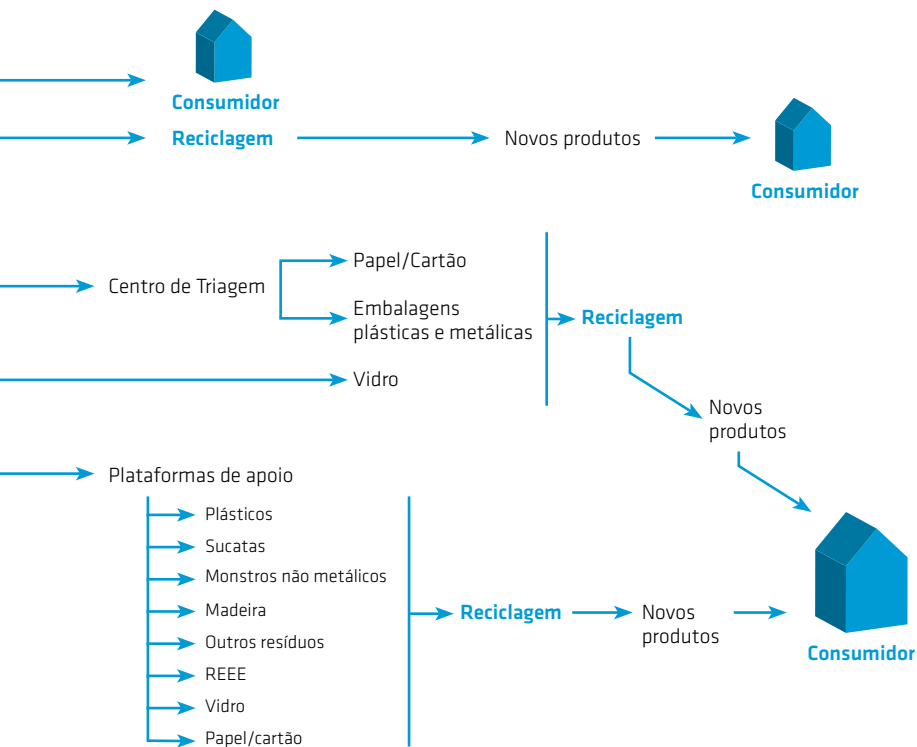 Consumidor
Reciclagem
Novos produtos
Consumidor
Centro de Triagem
Papel/Cartão
Embalagens
plásticas e metálicas
Reciclagem
Vidro
Novos
produtos
Plataformas de apoio
Plásticos
Sucatas
Monstros não metálicos
Madeira
Outros resíduos
REEE
Vidro
Papel/cartão
Reciclagem
Novos
produtos
Consumidor